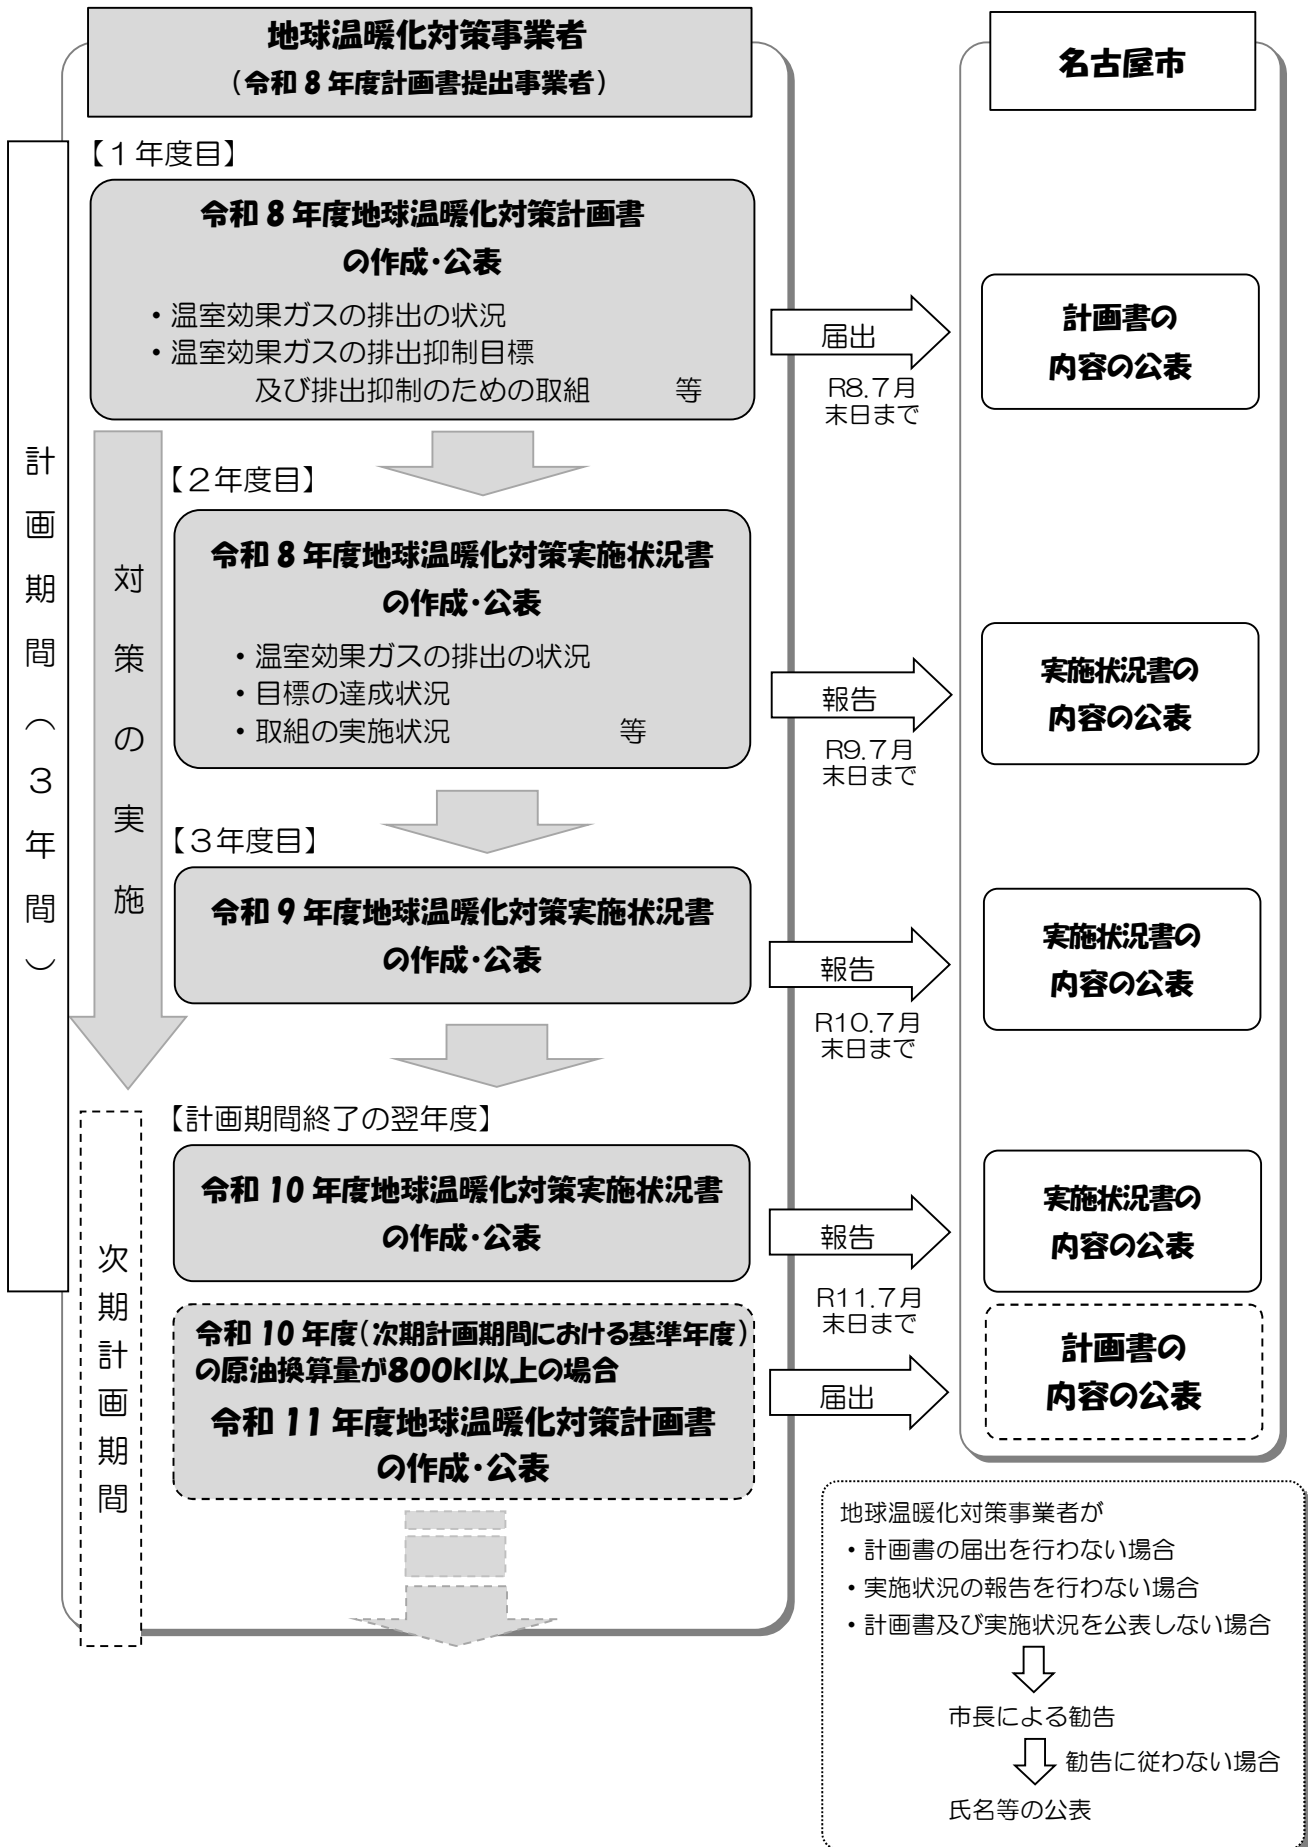 地球温暖化対策事業者
（令和8年度計画書提出事業者）
名古屋市
計画期間（3年間）
【1年度目】
令和8年度地球温暖化対策計画書
の作成・公表
・温室効果ガスの排出の状況
・温室効果ガスの排出抑制目標
及び排出抑制のための取組　等
届出
R8.7月
末日まで
計画書の
内容の公表
対策の実施
【2年度目】
令和8年度地球温暖化対策実施状況書
の作成・公表
・温室効果ガスの排出の状況
・目標の達成状況
・取組の実施状況　等
報告
R9.7月
末日まで
実施状況書の
内容の公表
【3年度目】
令和9年度地球温暖化対策実施状況書
の作成・公表
報告
R10.7月
末日まで
実施状況書の
内容の公表
【計画期間終了の翌年度】
次期計画期間
令和10年度地球温暖化対策実施状況書
の作成・公表
報告
R11.7月
末日まで
実施状況書の
内容の公表
令和10年度（次期計画期間における基準年度）
の原油換算量が800kl以上の場合
令和11年度地球温暖化対策計画書
の作成・公表
届出
計画書の
内容の公表
地球温暖化対策事業者が
・計画書の届出を行わない場合
・実施状況の報告を行わない場合
・計画書及び実施状況を公表しない場合
市長による勧告
勧告に従わない場合
氏名等の公表